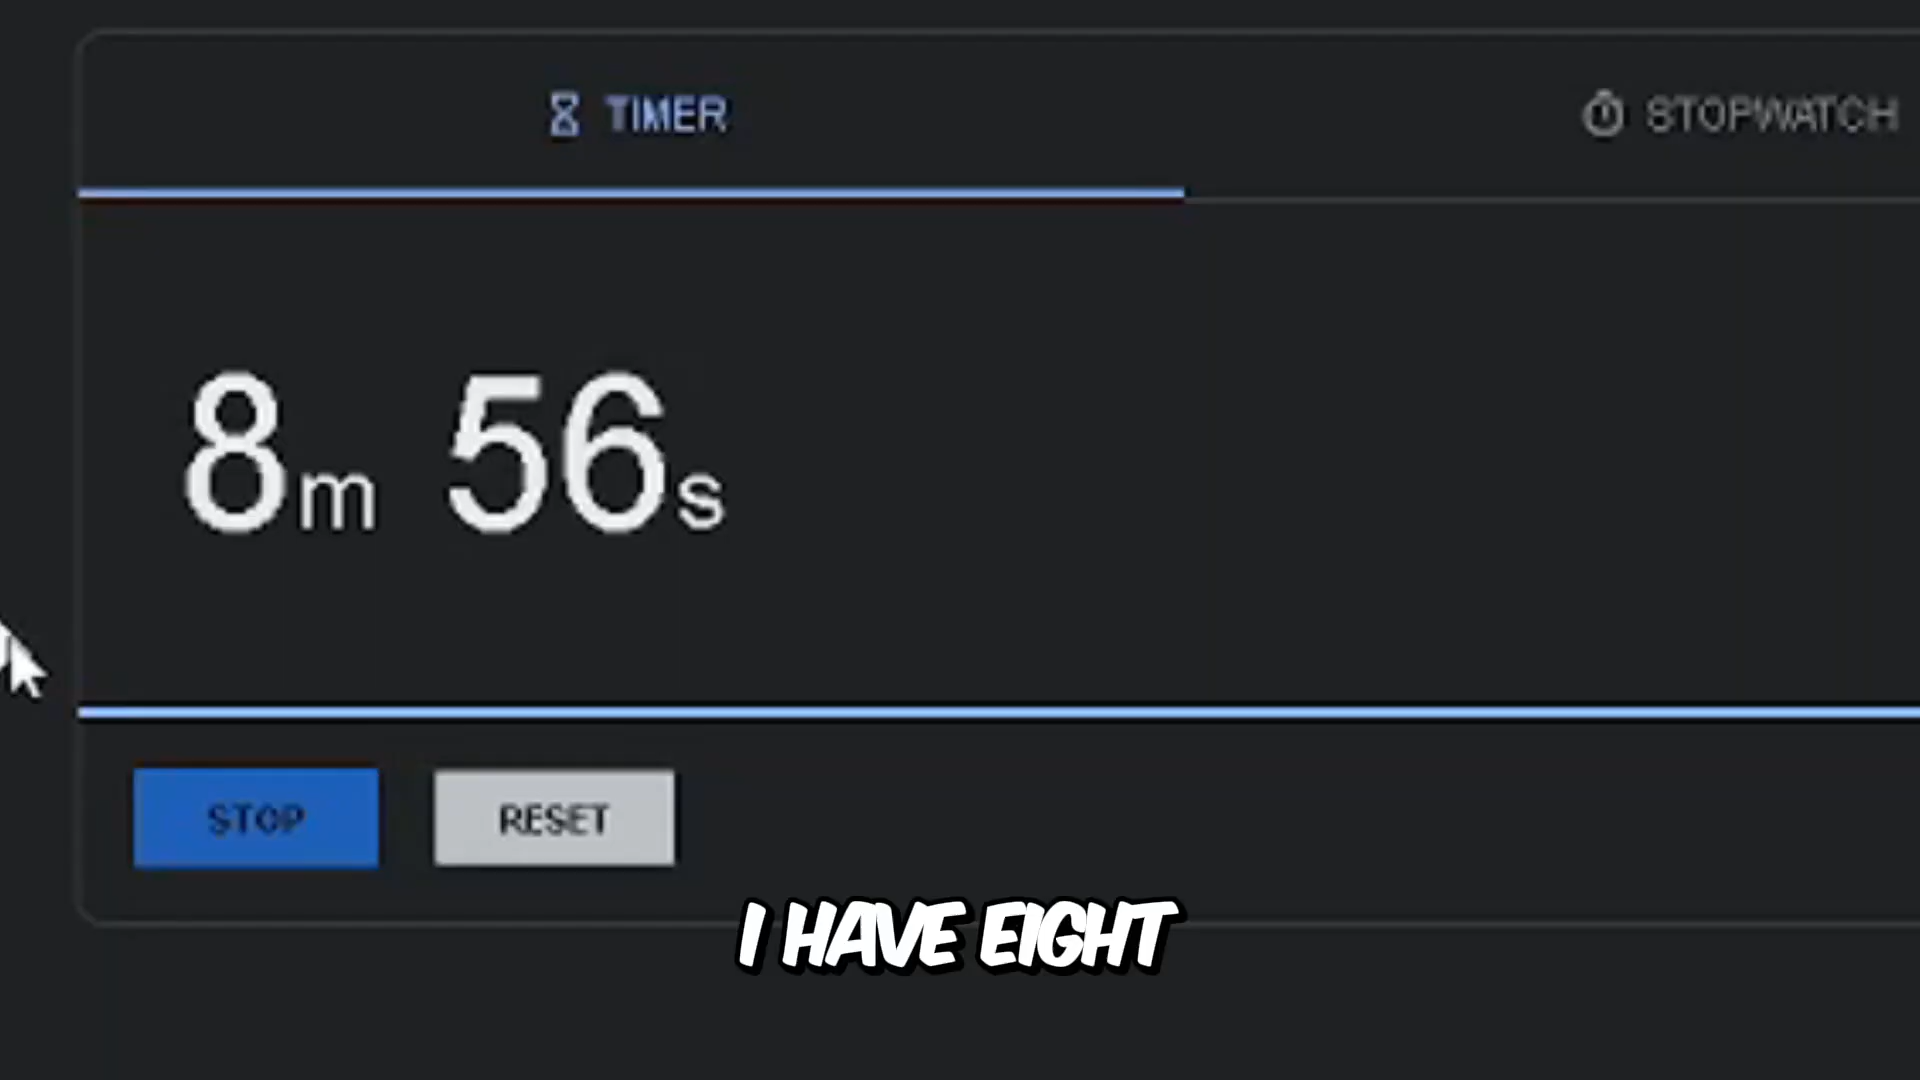 TIMER
STOPWATCH
8m 56s
STOP
RESET
I HAVE EIGHT